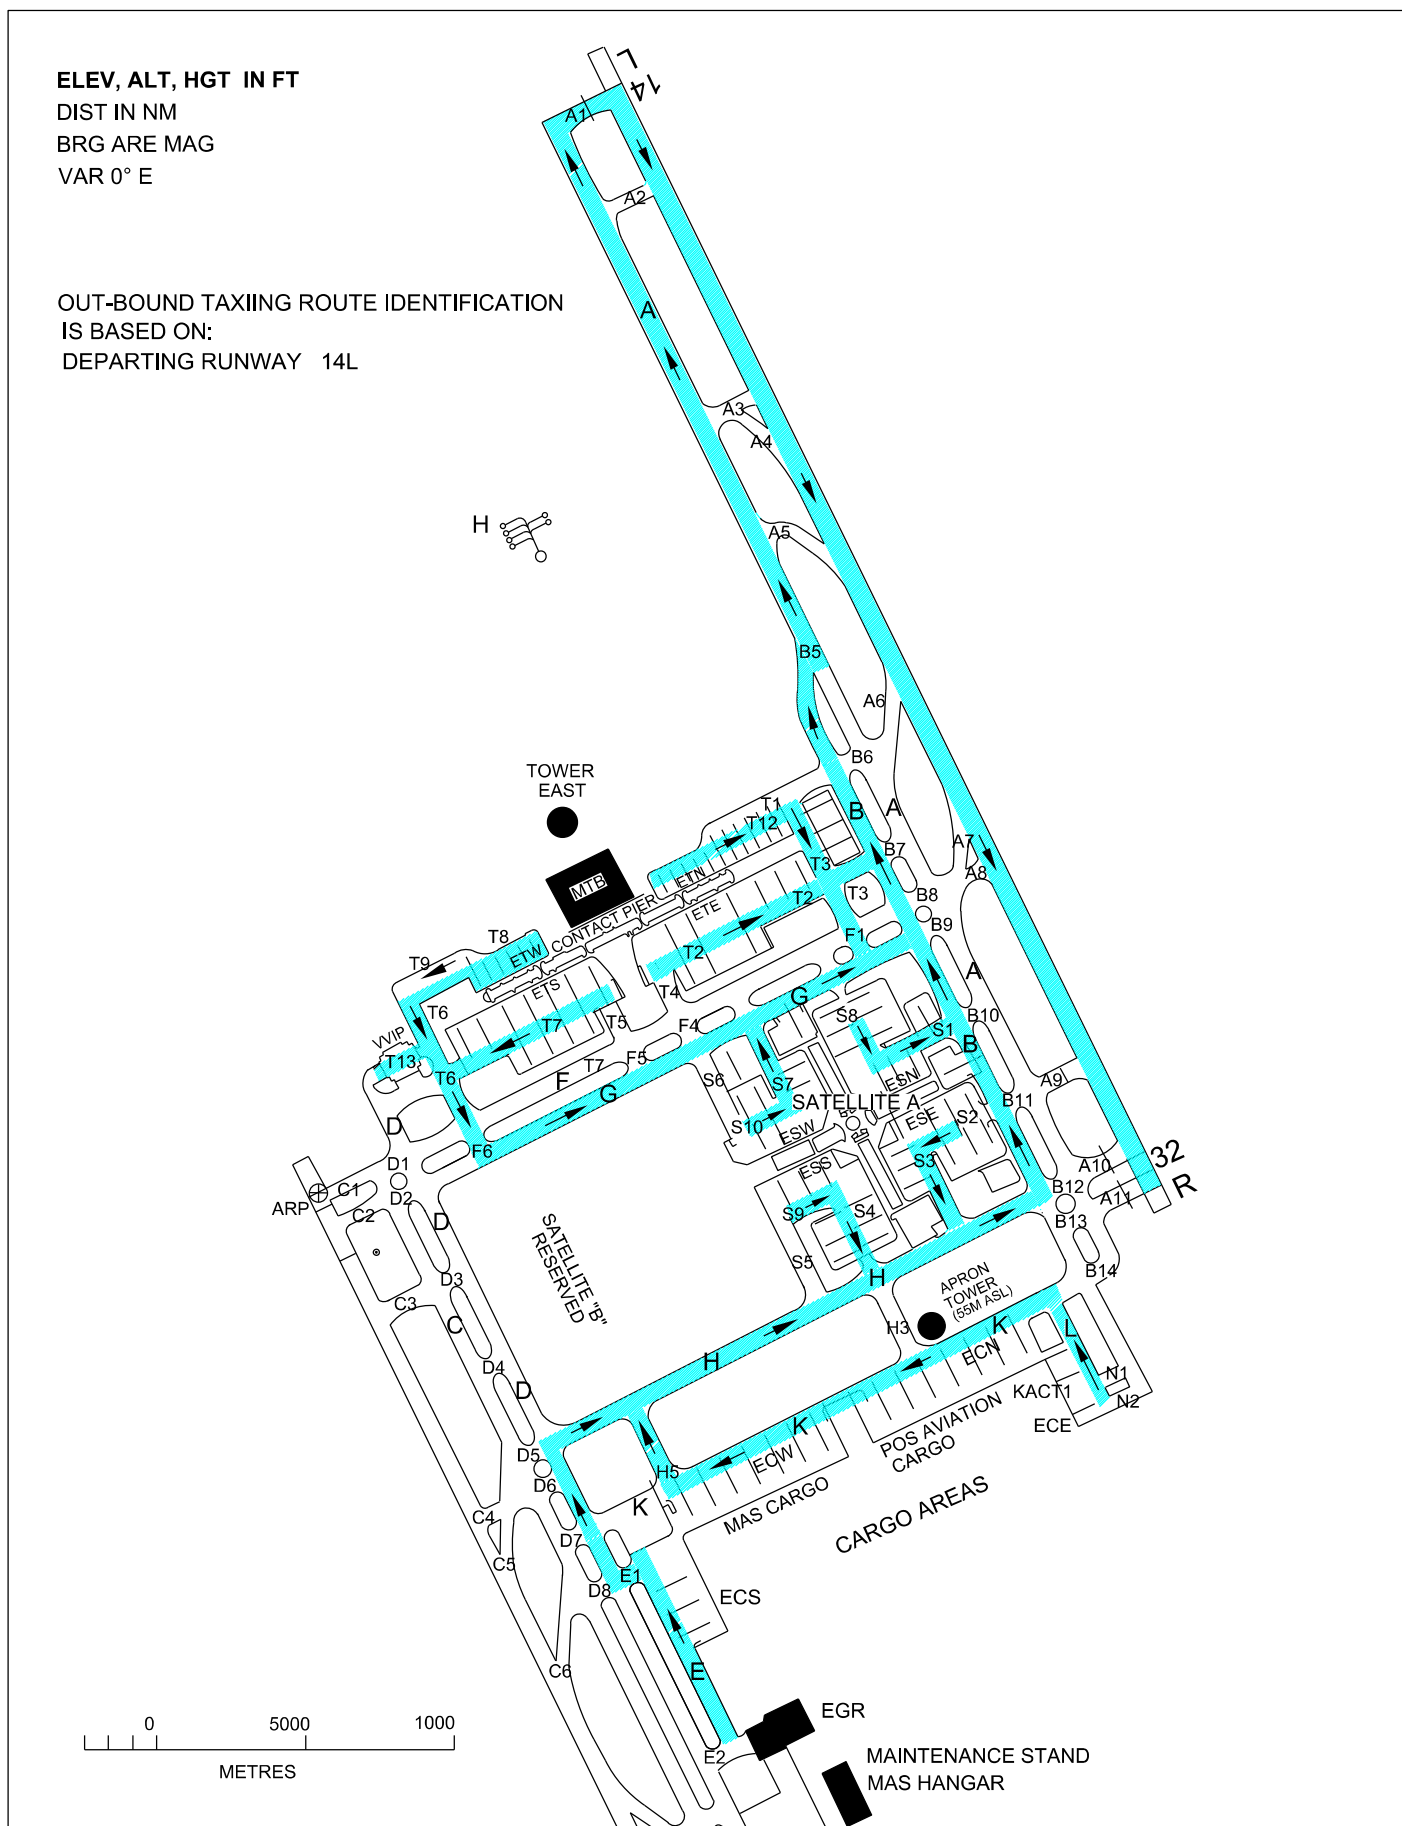 ELEV, ALT, HGT IN FT
DIST IN NM
BRG ARE MAG
VAR 0° E
OUT-BOUND TAXIING ROUTE IDENTIFICATION
IS BASED ON:
DEPARTING RUNWAY 14L
14
L
A1
A2
A
A3
A4
H
A5
B5
A6
B6
TOWER
EAST
T1
T12
B
A
A7
B7
T3
A8
MTB
ETN
B8
T3
T2
CONTACT PIER
ETE
B9
F1
T8
ETW
T2
T9
A
ETS
T4
G
T6
T7
T5
F4
S8
S1
B10
B
VVIP
T13
T6
T7
F5
F
G
S6
S7
ESN
A9
SATELLITE A
B11
S2
ESE
D
S10
ESW
F6
S3
D1
ESS
A10
32
R
C1
D2
ARP
C2
B12
A11
S9
S4
B13
D
SATELLITE "B"
RESERVED
S5
B14
D3
H
APRON
TOWER
(55M ASL)
C3
C
H3
K
L
H
ECN
D4
D
N1
N2
KACT1
ECE
K
POS AVIATION
CARGO
D5
ECW
D6
H5
K
MAS CARGO
CARGO AREAS
C4
D7
C5
E1
D8
ECS
C6
E
EGR
E2
MAINTENANCE STAND
MAS HANGAR
0 5000 1000
METRES